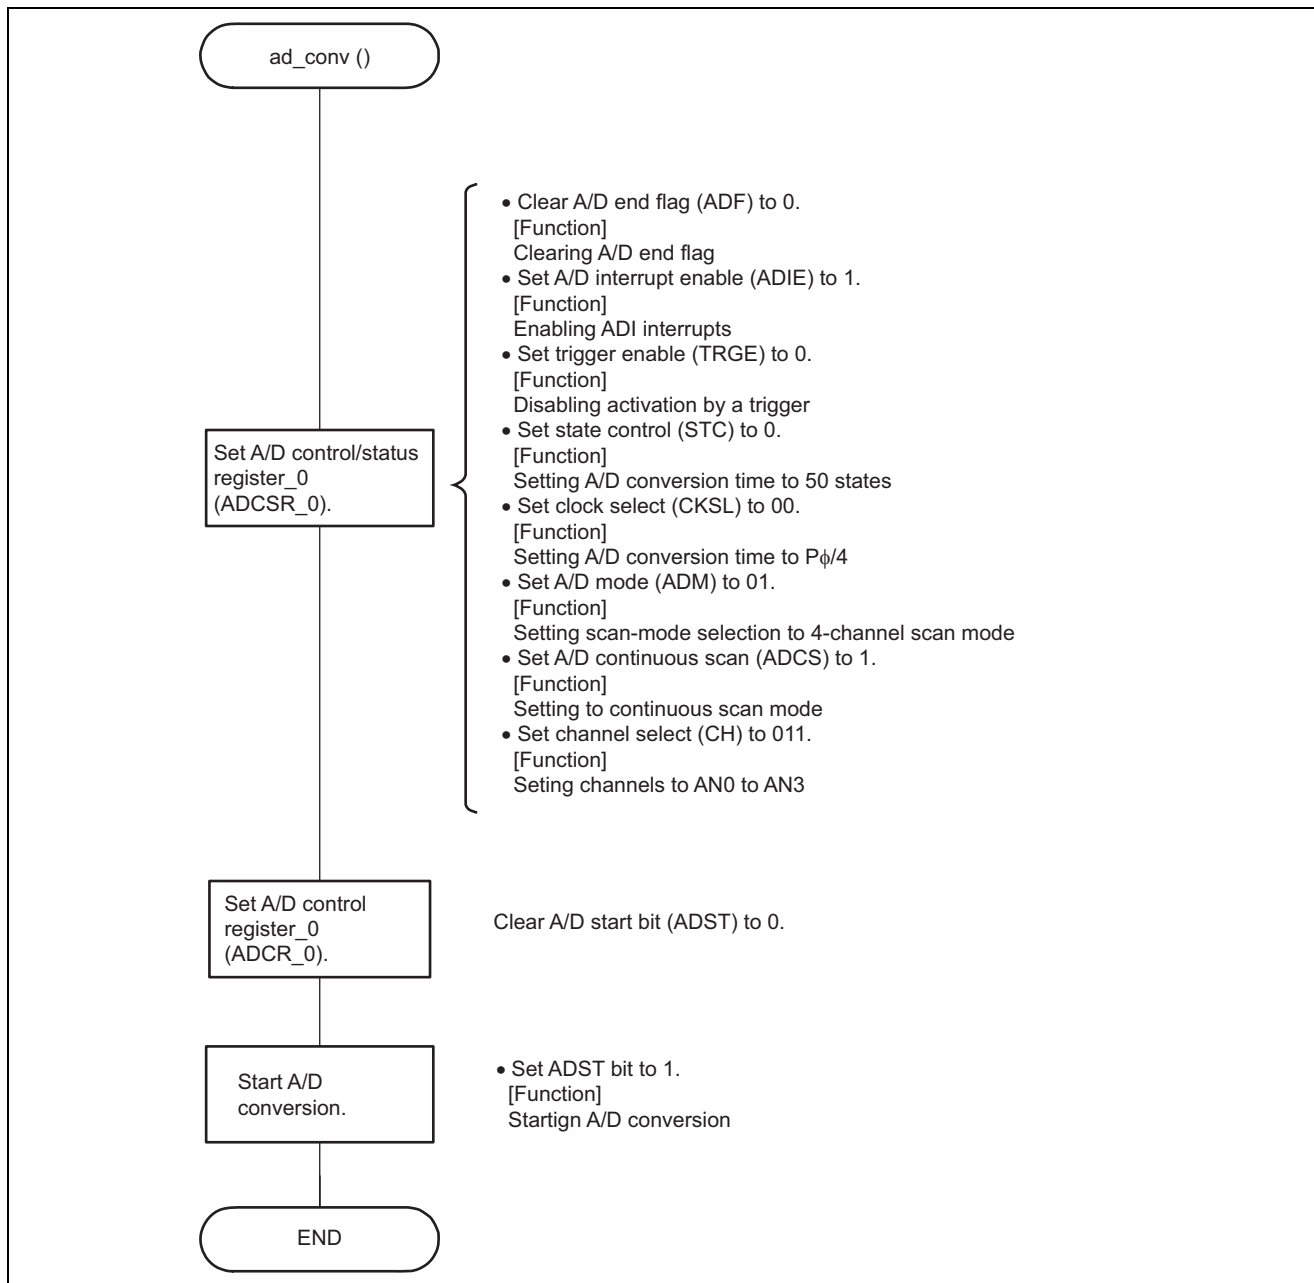 ad_conv ()
• Clear A/D end flag (ADF) to 0.
[Function]
Clearing A/D end flag
• Set A/D interrupt enable (ADIE) to 1.
[Function]
Enabling ADI interrupts
• Set trigger enable (TRGE) to 0.
[Function]
Disabling activation by a trigger
• Set state control (STC) to 0.
[Function]
Setting A/D conversion time to 50 states
• Set clock select (CKSL) to 00.
[Function]
Setting A/D conversion time to Pϕ/4
• Set A/D mode (ADM) to 01.
[Function]
Setting scan-mode selection to 4-channel scan mode
• Set A/D continuous scan (ADCS) to 1.
[Function]
Setting to continuous scan mode
• Set channel select (CH) to 011.
[Function]
Seting channels to AN0 to AN3
Set A/D control/status
register_0
(ADCSR_0).
Set A/D control
register_0
(ADCR_0).
Clear A/D start bit (ADST) to 0.
Start A/D
conversion.
• Set ADST bit to 1.
[Function]
Startign A/D conversion
END